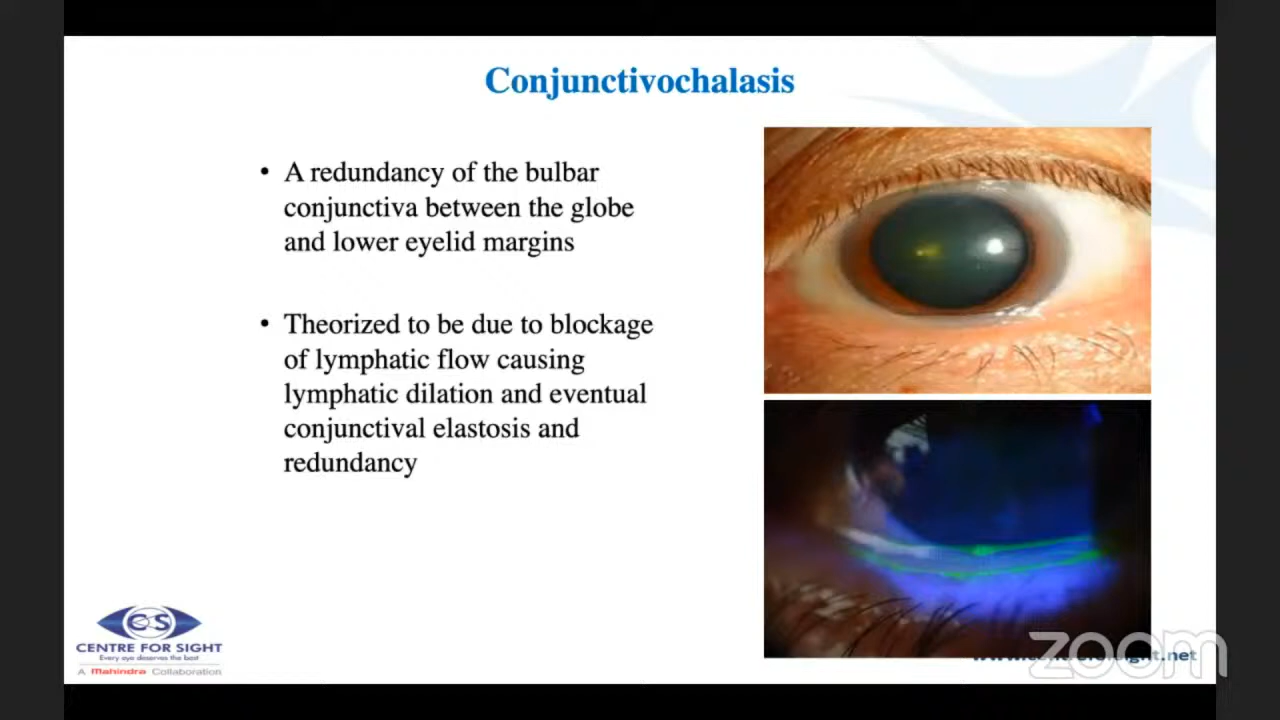 Conjunctivochalasis
• A redundancy of the bulbar
conjunctiva between the globe
and lower eyelid margins
• Theorized to be due to blockage
of lymphatic flow causing
lymphatic dilation and eventual
conjunctival elastosis and
redundancy
CFS
CENTRE FOR SIGHT
Every eye deserves the best
A Mahindra Collaboration
zoom